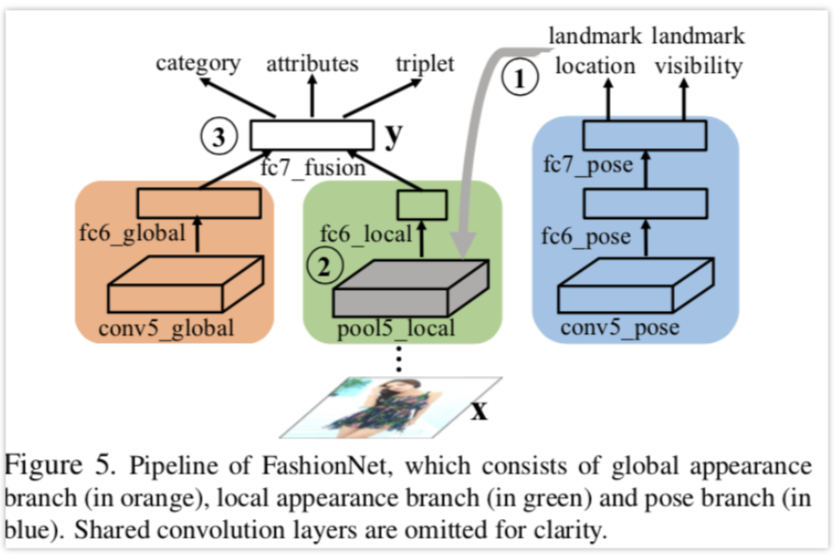 landmark landmark
category attributes triplet ① location visibility
③ y
fc7_fusion fc7_pose
fc6_global fc6_local fc6_pose
②
conv5_global pool5_local conv5_pose
x
Figure 5. Pipeline of FashionNet, which consists of global appearance
branch (in orange), local appearance branch (in green) and pose branch (in
blue). Shared convolution layers are omitted for clarity.